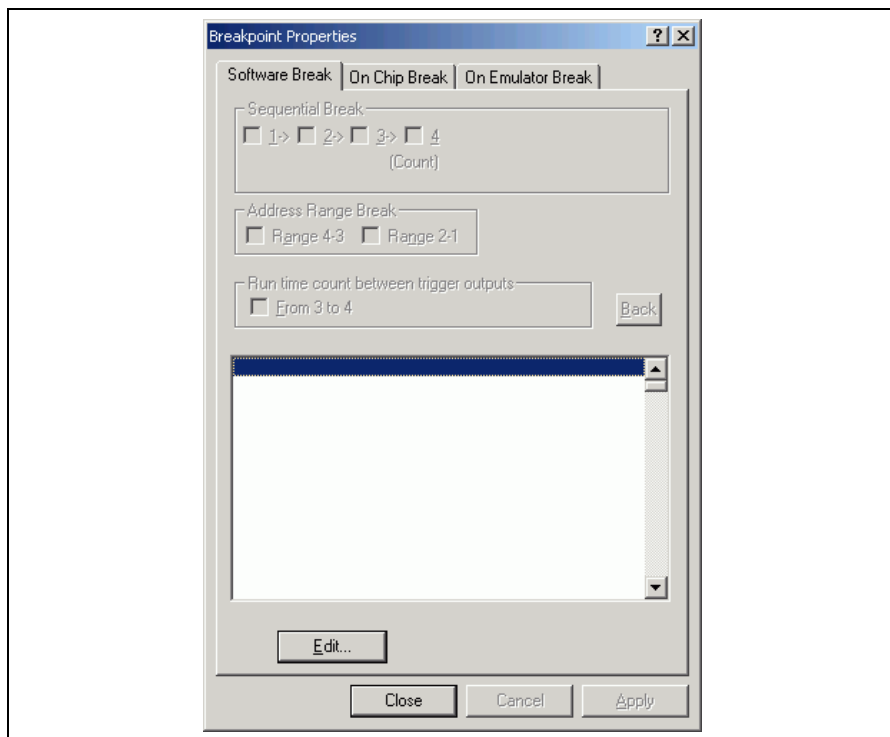 Breakpoint Properties
Software Break On Chip Break On Emulator Break
Sequential Break
1-> 2-> 3-> 4
(Count)
Address Range Break
Range 4-3 Range 2-1
Run time count between trigger outputs
From 3 to 4
Back
Edit...
Close Cancel Apply